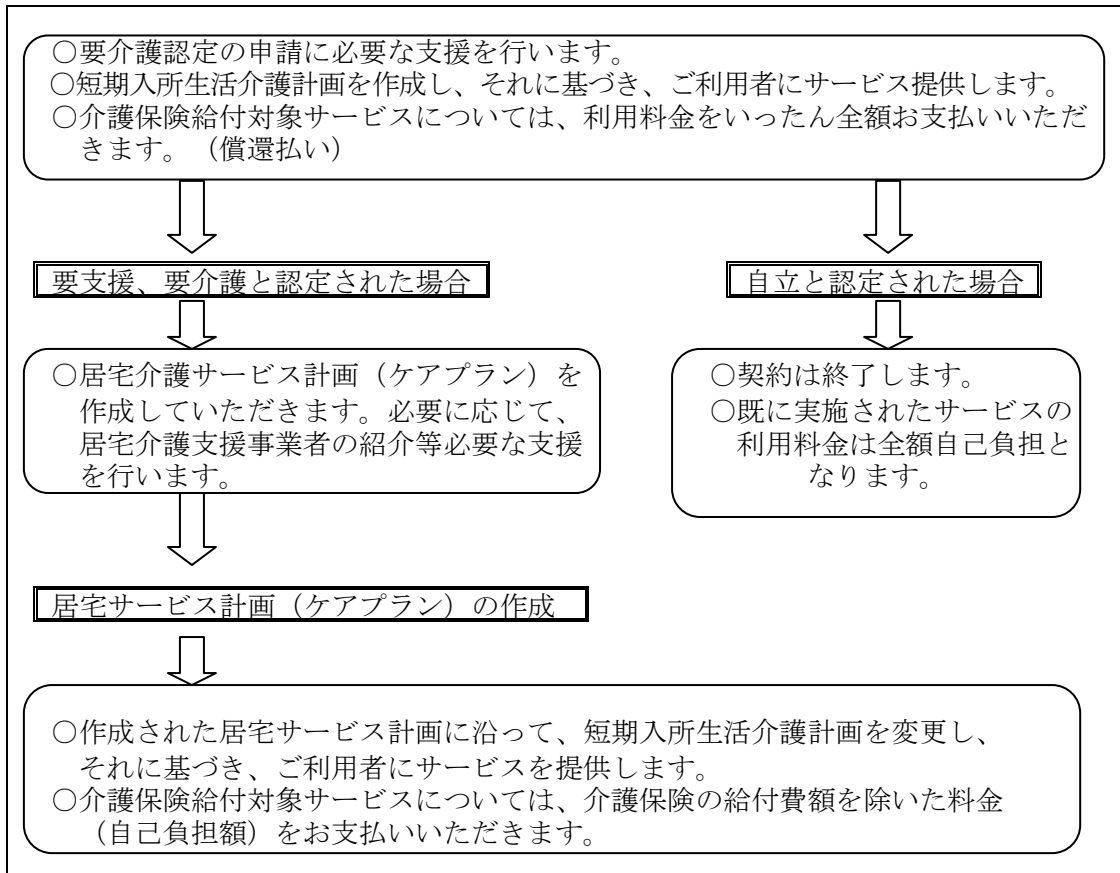 ○要介護認定の申請に必要な支援を行います。
○短期入所生活介護計画を作成し、それに基づき、ご利用者にサービス提供します。
○介護保険給付対象サービスについては、利用料金をいったん全額お支払いいただ
きます。（償還払い）
要支援、要介護と認定された場合
自立と認定された場合
○居宅介護サービス計画（ケアプラン）を
作成していただきます。必要に応じて、
居宅介護支援事業者の紹介等必要な支援
を行います。
○契約は終了します。
○既に実施されたサービスの
利用料金は全額自己負担と
なります。
居宅サービス計画（ケアプラン）の作成
○作成された居宅サービス計画に沿って、短期入所生活介護計画を変更し、
それに基づき、ご利用者にサービスを提供します。
○介護保険給付対象サービスについては、介護保険の給付費額を除いた料金
（自己負担額）をお支払いいただきます。